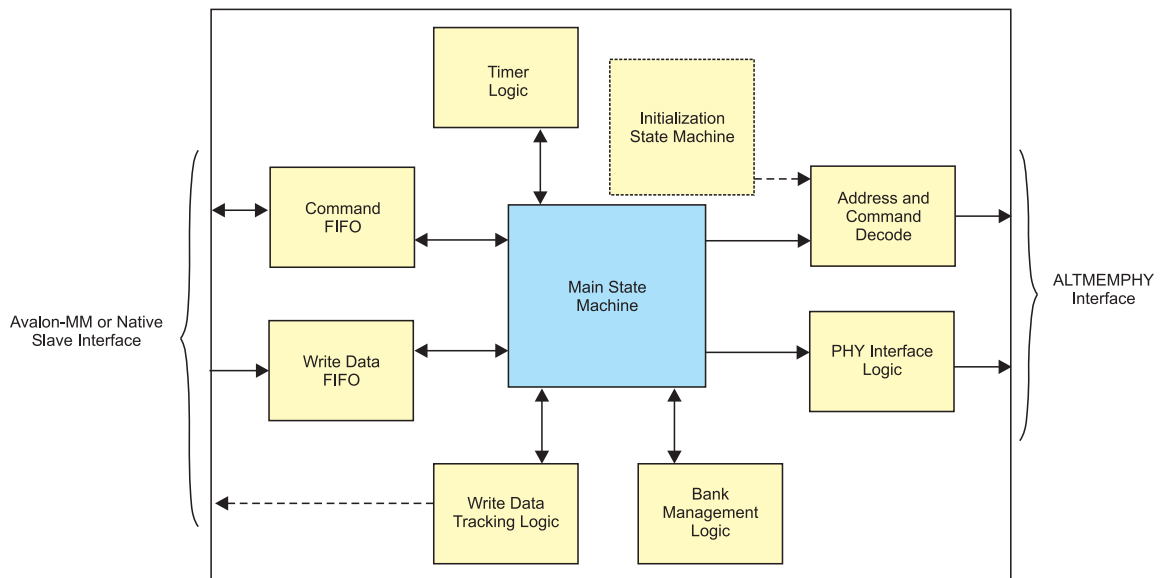 Timer
Logic
Initialization
State Machine
Command
FIFO
Address and
Command
Decode
Main State
Machine
ALTMEMPHY
Interface
Avalon-MM or Native
Slave Interface
Write Data
FIFO
PHY Interface
Logic
Write Data
Tracking Logic
Bank
Management
Logic